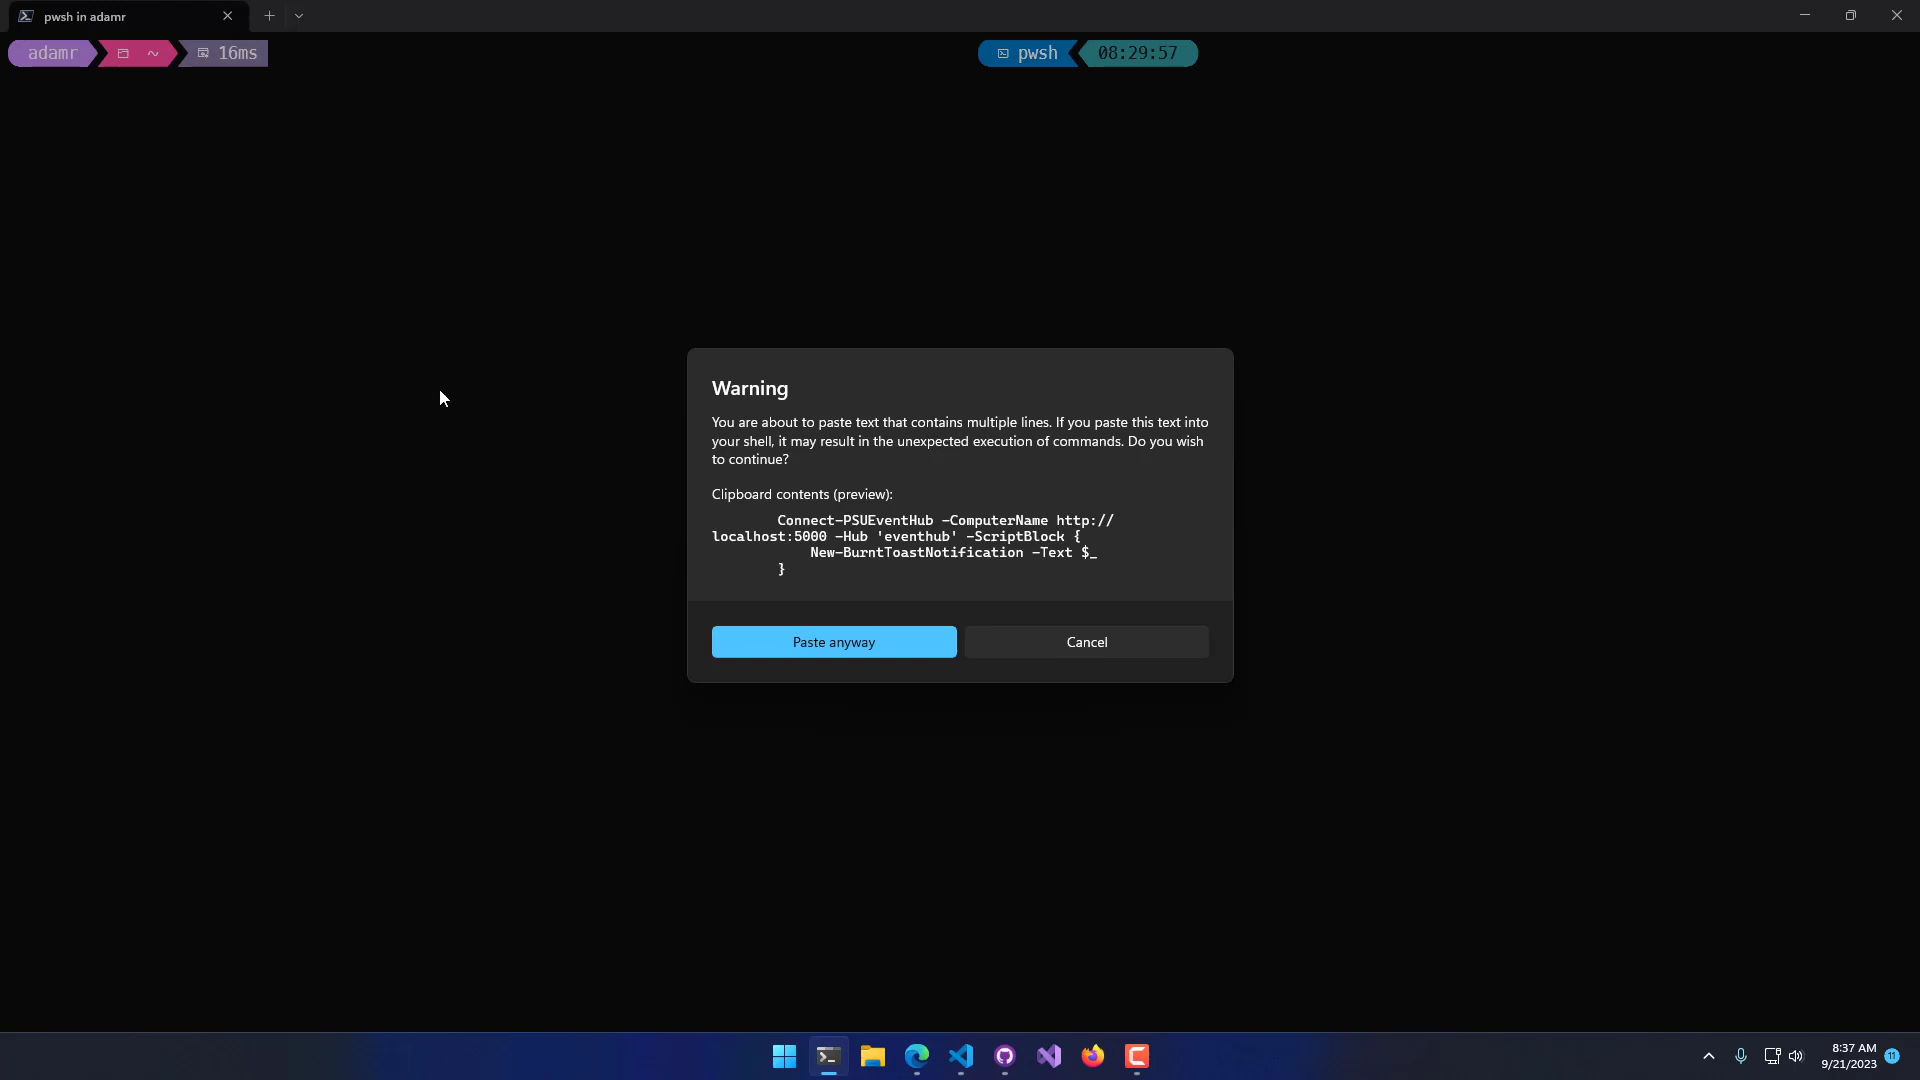 pwsh in adamr
adamr ~ 16ms
pwsh 08:29:57
Warning
You are about to paste text that contains multiple lines. If you paste this text into
your shell, it may result in the unexpected execution of commands. Do you wish
to continue?
Clipboard contents (preview):
Connect-PSUEventHub -ComputerName http://
localhost:5000 -Hub 'eventhub' -ScriptBlock {
New-BurntToastNotification -Text $_
}
Paste anyway
Cancel
8:37 AM
9/21/2023
11